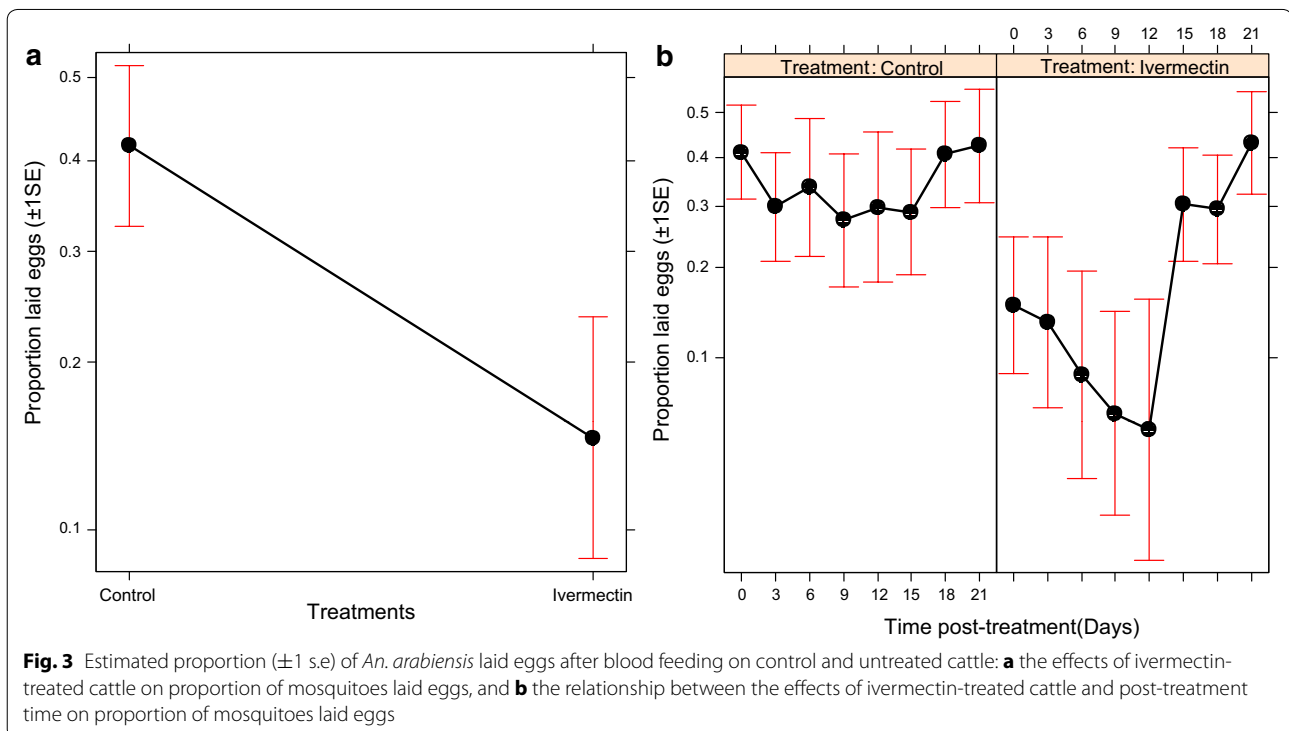 a
0.5
0.4
0.3
0.2
0.1
Proportion laid eggs (±1SE)
Control
Ivermectin
Treatments
b
0 3 6 9 12 15 18 21
Treatment: Control
Treatment: Ivermectin
0.5
0.4
0.3
0.2
0.1
Proportion laid eggs (±1SE)
0 3 6 9 12 15 18 21
Time post-treatment(Days)
Fig. 3 Estimated proportion (±1 s.e) of An. arabiensis laid eggs after blood feeding on control and untreated cattle: a the effects of ivermectin-
treated cattle on proportion of mosquitoes laid eggs, and b the relationship between the effects of ivermectin-treated cattle and post-treatment
time on proportion of mosquitoes laid eggs